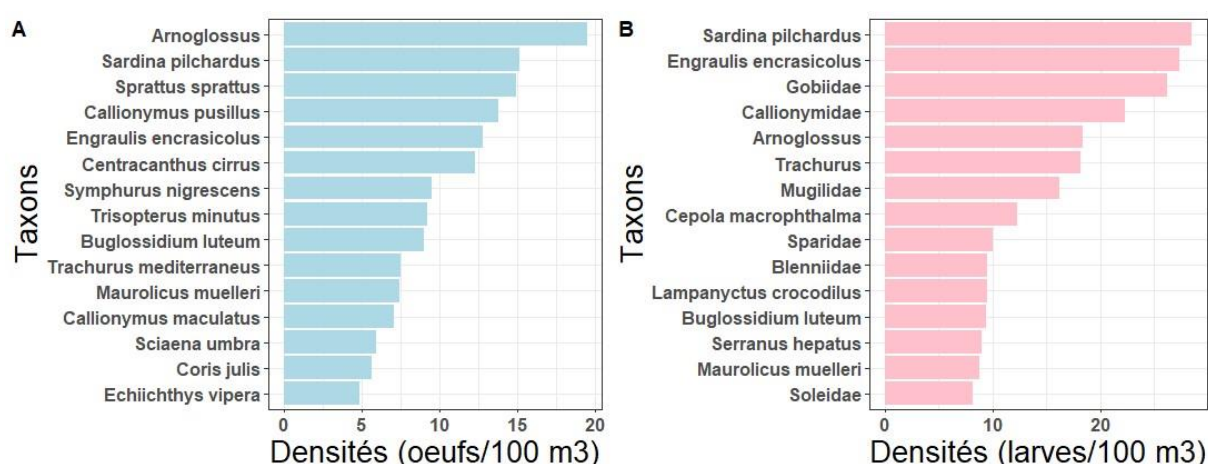 A
Taxons
Arnoglossus
Sardina pilchardus
Sprattus sprattus
Callionymus pusillus
Engraulis encrasicolus
Centracanthus cirrus
Symphurus nigrescens
Trisopterus minutus
Buglossidium luteum
Trachurus mediterraneus
Maurolicus muelleri
Callionymus maculatus
Sciaena umbra
Coris julis
Echiichthys vipera
0 5 10 15 20
Densités (oeufs/100 m3)
B
Taxons
Sardina pilchardus
Engraulis encrasicolus
Gobiidae
Callionymidae
Arnoglossus
Trachurus
Mugilidae
Cepola macrophthalma
Sparidae
Blenniidae
Lampanyctus crocodilus
Buglossidium luteum
Serranus hepatus
Maurolicus muelleri
Soleidae
0 10 20
Densités (larves/100 m3)